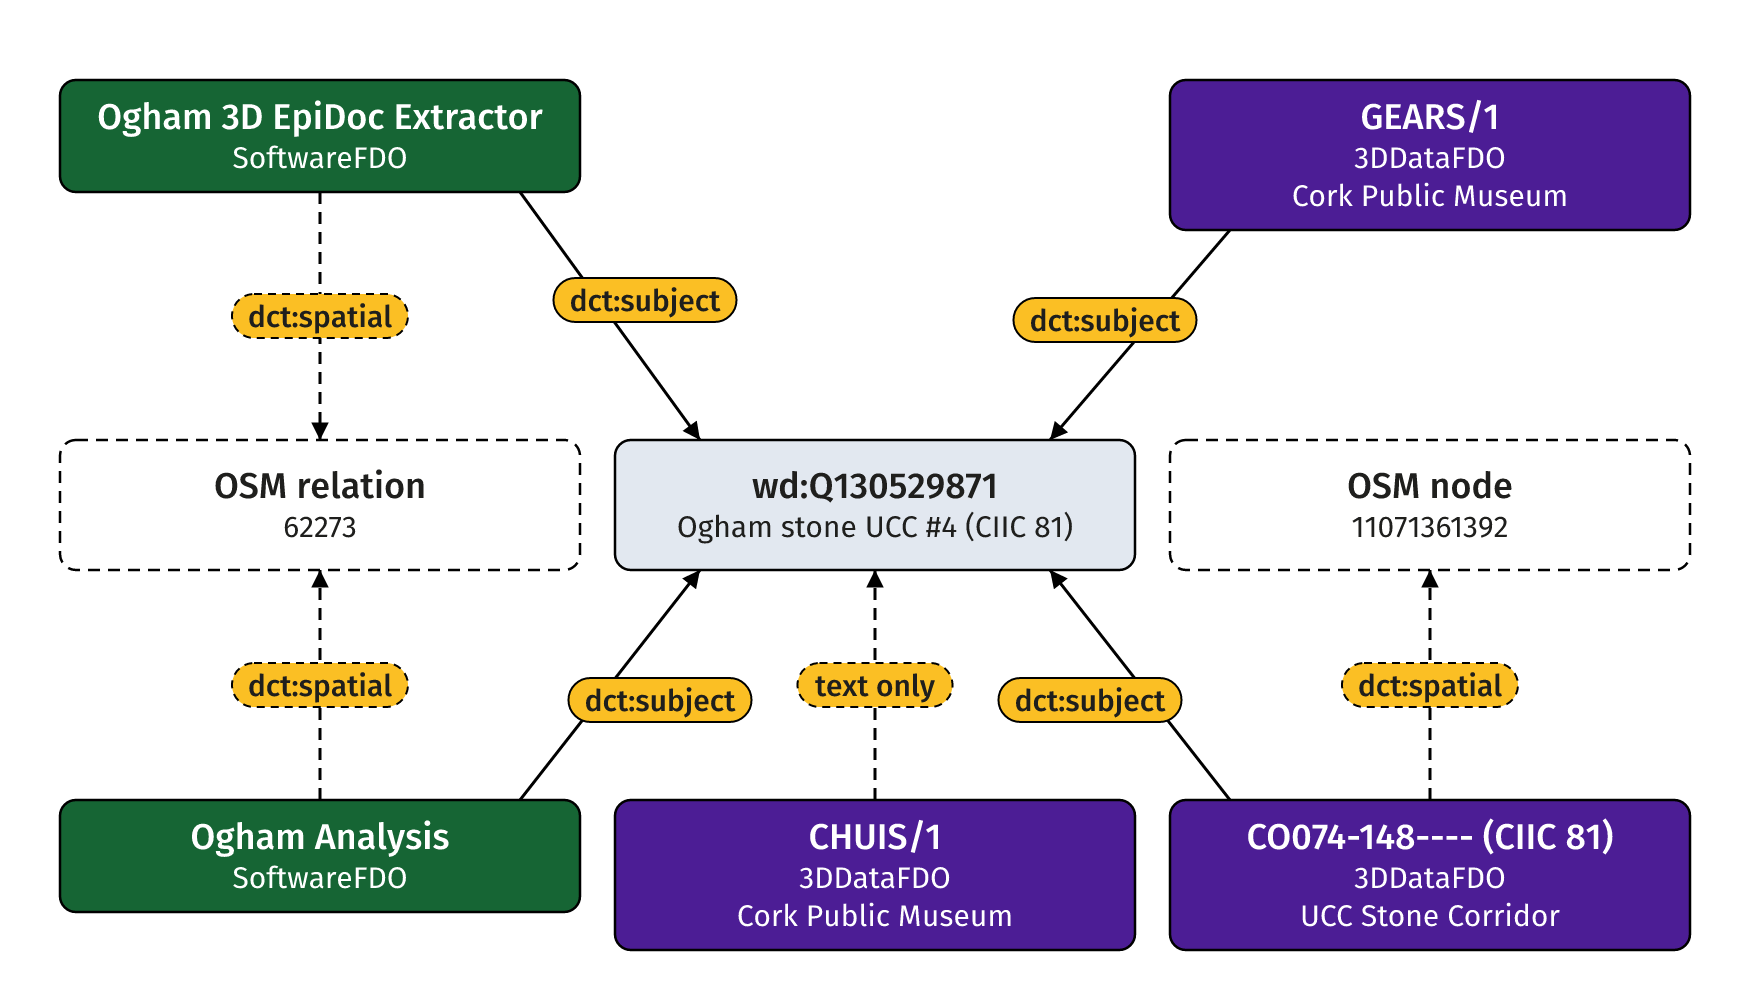 Ogham 3D EpiDoc Extractor
SoftwareFDO
GEARS/1
3DDataFDO
Cork Public Museum
dct:spatial
dct:subject
dct:subject
OSM relation
62273
wd:Q130529871
Ogham stone UCC #4 (CIIC 81)
OSM node
11071361392
dct:spatial
dct:subject
text only
dct:subject
dct:spatial
Ogham Analysis
SoftwareFDO
CHUIS/1
3DDataFDO
Cork Public Museum
CO074-148---- (CIIC 81)
3DDataFDO
UCC Stone Corridor